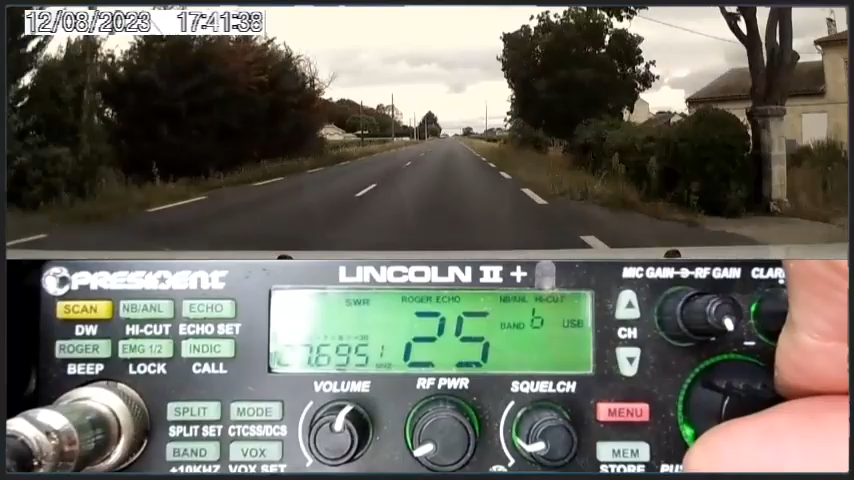 12/08/2023 17:41:38
PRESIDENT
LINCOLN II +
MIC GAIN RF GAIN CLAR
SCAN NB/ANL ECHO
DW HI-CUT ECHO SET
ROGER EMG 1/2 INDIC
BEEP LOCK CALL
SWR ROGER ECHO NB/ANL HI-CUT
25 BAND b USB
27.695
CH
VOLUME RF PWR SQUELCH
SPLIT MODE
SPLIT SET CTCSS/DCS
BAND VOX
+10KHZ VOX SET
MENU
MEM
STORE